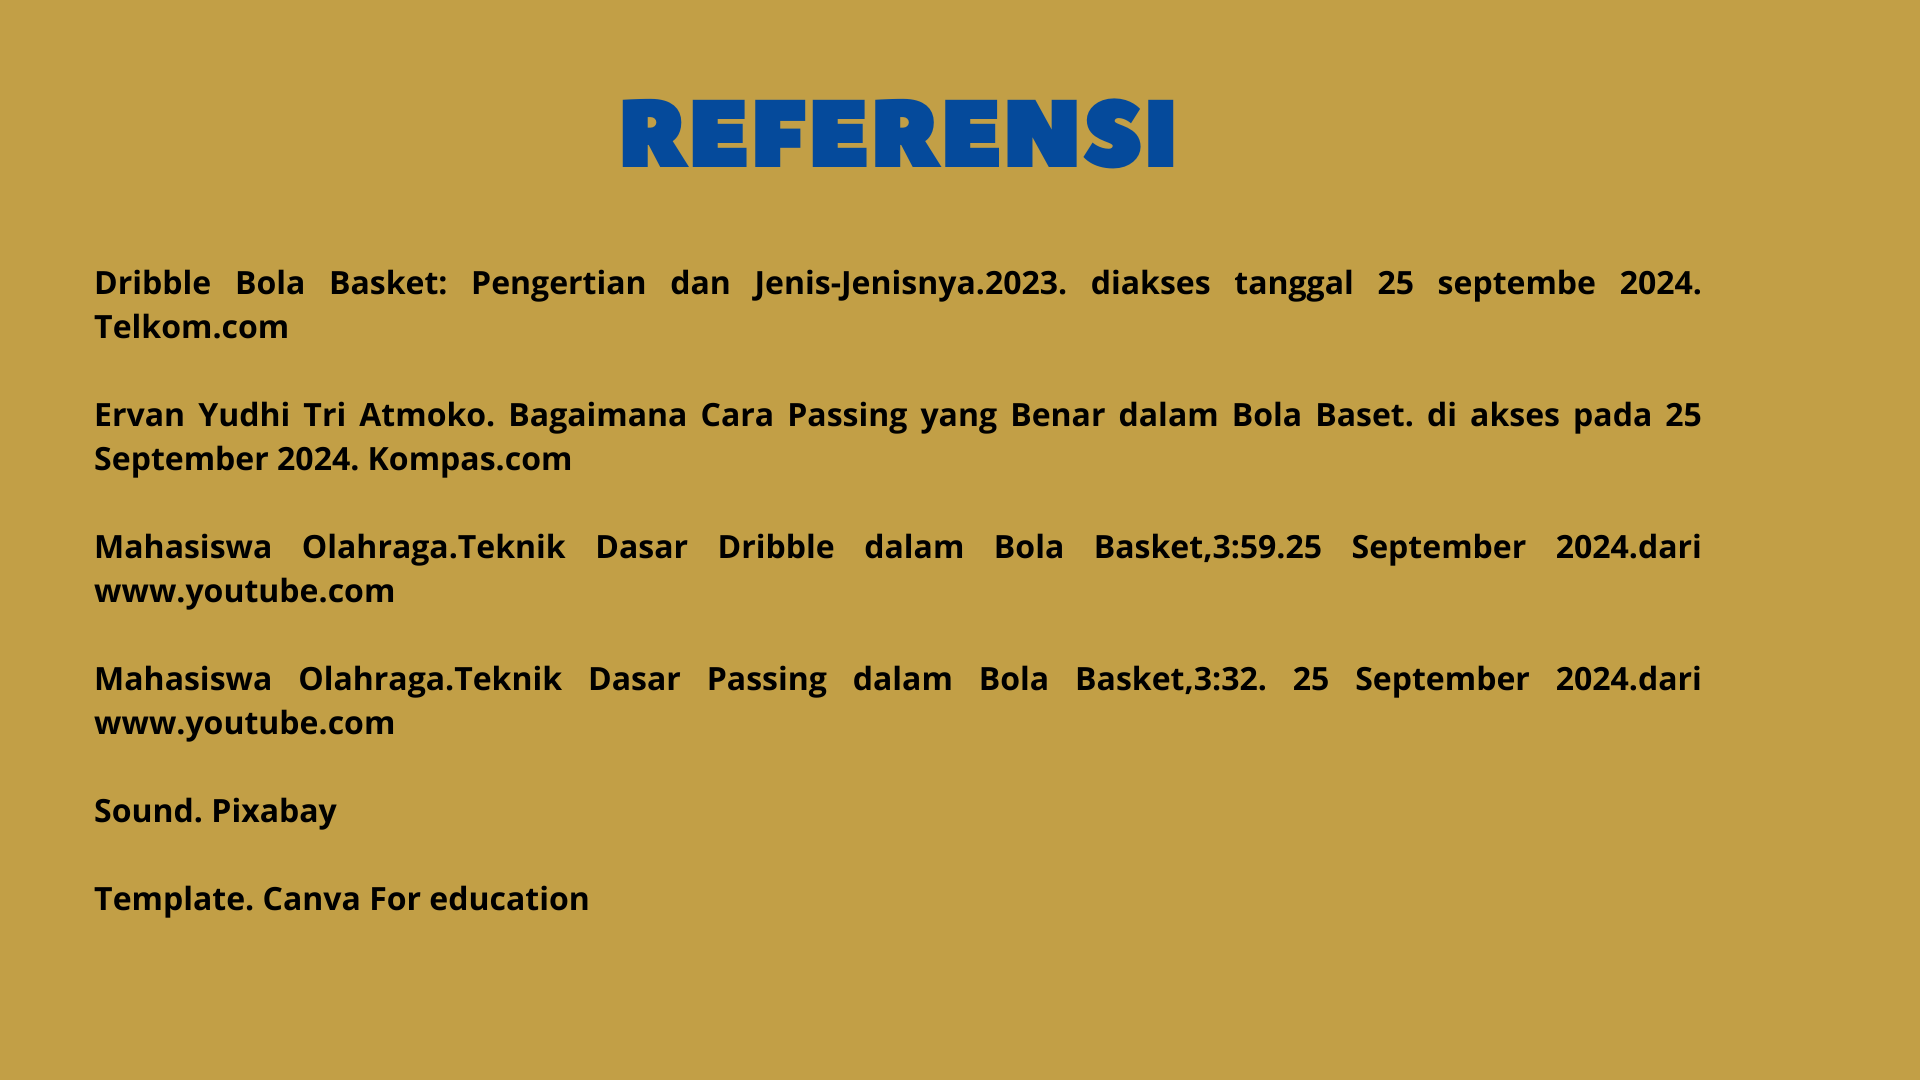 REFERENSI
Dribble Bola Basket: Pengertian dan Jenis-Jenisnya.2023. diakses tanggal 25 septembe 2024.
Telkom.com
Ervan Yudhi Tri Atmoko. Bagaimana Cara Passing yang Benar dalam Bola Baset. di akses pada 25
September 2024. Kompas.com
Mahasiswa Olahraga.Teknik Dasar Dribble dalam Bola Basket,3:59.25 September 2024.dari
www.youtube.com
Mahasiswa Olahraga.Teknik Dasar Passing dalam Bola Basket,3:32. 25 September 2024.dari
www.youtube.com
Sound. Pixabay
Template. Canva For education